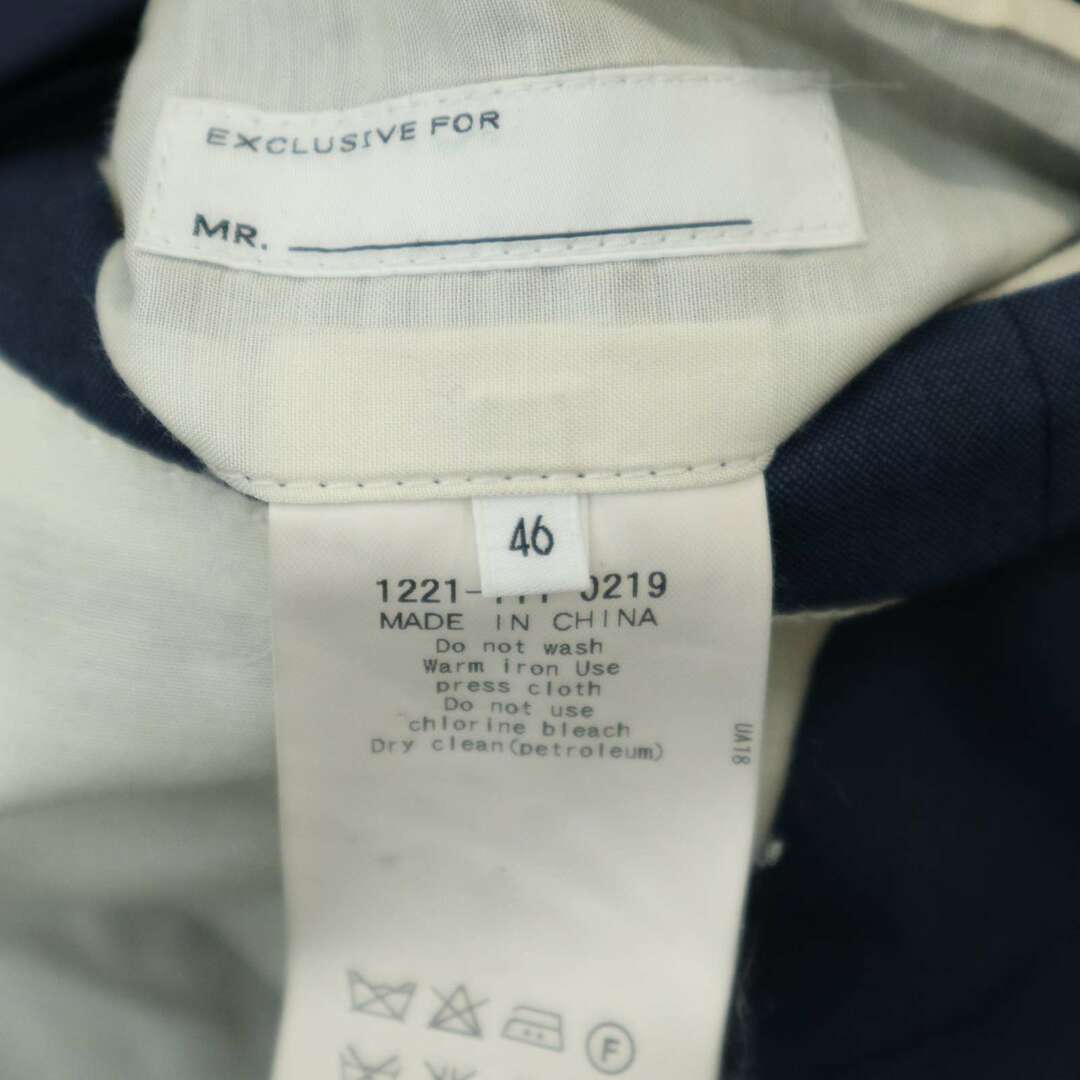 EXCLUSIVE FOR
MR.
46
1221- 0219
MADE IN CHINA
Do not wash
Warm iron Use
press cloth
Do not use
chlorine bleach
Dry clean(petroleum)
UA18
F